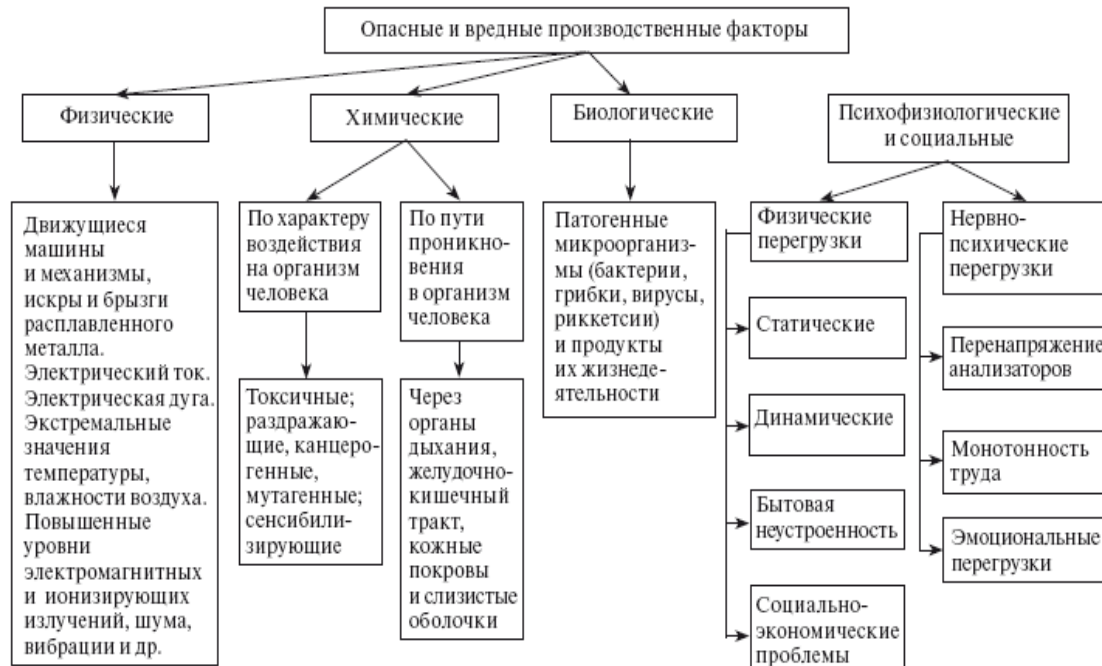 Опасные и вредные производственные факторы
Физические
Химические
Биологические
Психофизиологические
и социальные
Движущиеся
машины
и механизмы,
искры и брызги
расплавленного
металла.
Электрический ток.
Электрическая дуга.
Экстремальные
значения
температуры,
влажности воздуха.
Повышенные
уровни
электромагнитных
и ионизирующих
излучений, шума,
вибрации и др.
По характеру
воздействия
на организм
человека
Токсичные;
раздражаю-
щие, канцеро-
генные,
мутагенные;
сенсибили-
зирующие
По пути
проникно-
вения
в организм
человека
Через
органы
дыхания,
желудочно-
кишечный
тракт,
кожные
покровы
и слизистые
оболочки
Патогенные
микроорганиз-
мы (бактерии,
грибки, вирусы,
риккетсии)
и продукты
их жизнеде-
ятельности
Физические
перегрузки
Статические
Динамические
Бытовая
неустроенность
Социально-
экономические
проблемы
Нервно-
психические
перегрузки
Перенапряжение
анализаторов
Монотонность
труда
Эмоциональные
перегрузки